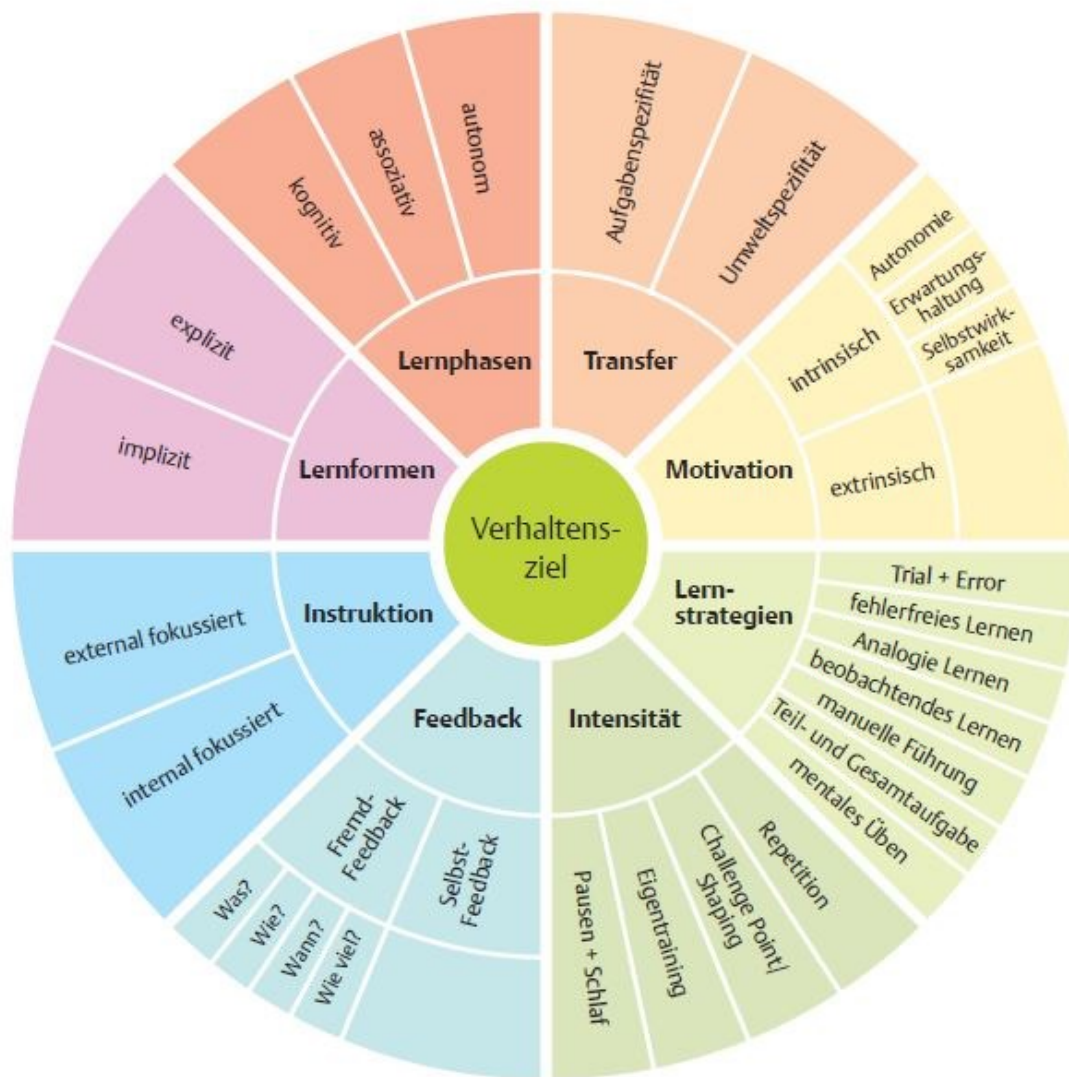 Verhaltens-
ziel
Lernphasen
kognitiv
assoziativ
autonom
Transfer
Aufgabenspezifität
Umweltspezifität
Motivation
intrinsisch
Autonomie
Erwartungs-
haltung
Selbstwirk-
samkeit
extrinsisch
Lern-
strategien
Trial + Error
fehlerfreies Lernen
Analogie Lernen
beobachtendes Lernen
manuelle Führung
Teil- und Gesamtaufgabe
mentales Üben
Intensität
Repetition
Challenge Point/
Shaping
Eigentraining
Pausen + Schlaf
Feedback
Selbst-
Feedback
Fremd-
Feedback
Was?
Wie?
Wann?
Wie viel?
Instruktion
internal fokussiert
external fokussiert
Lernformen
implizit
explizit